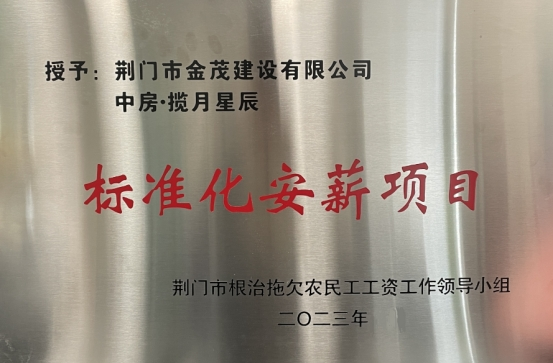 授予：荆门市金茂建设有限公司
中房·揽月星辰
标准化安薪项目
荆门市根治拖欠农民工工资工作领导小组
二〇二三年